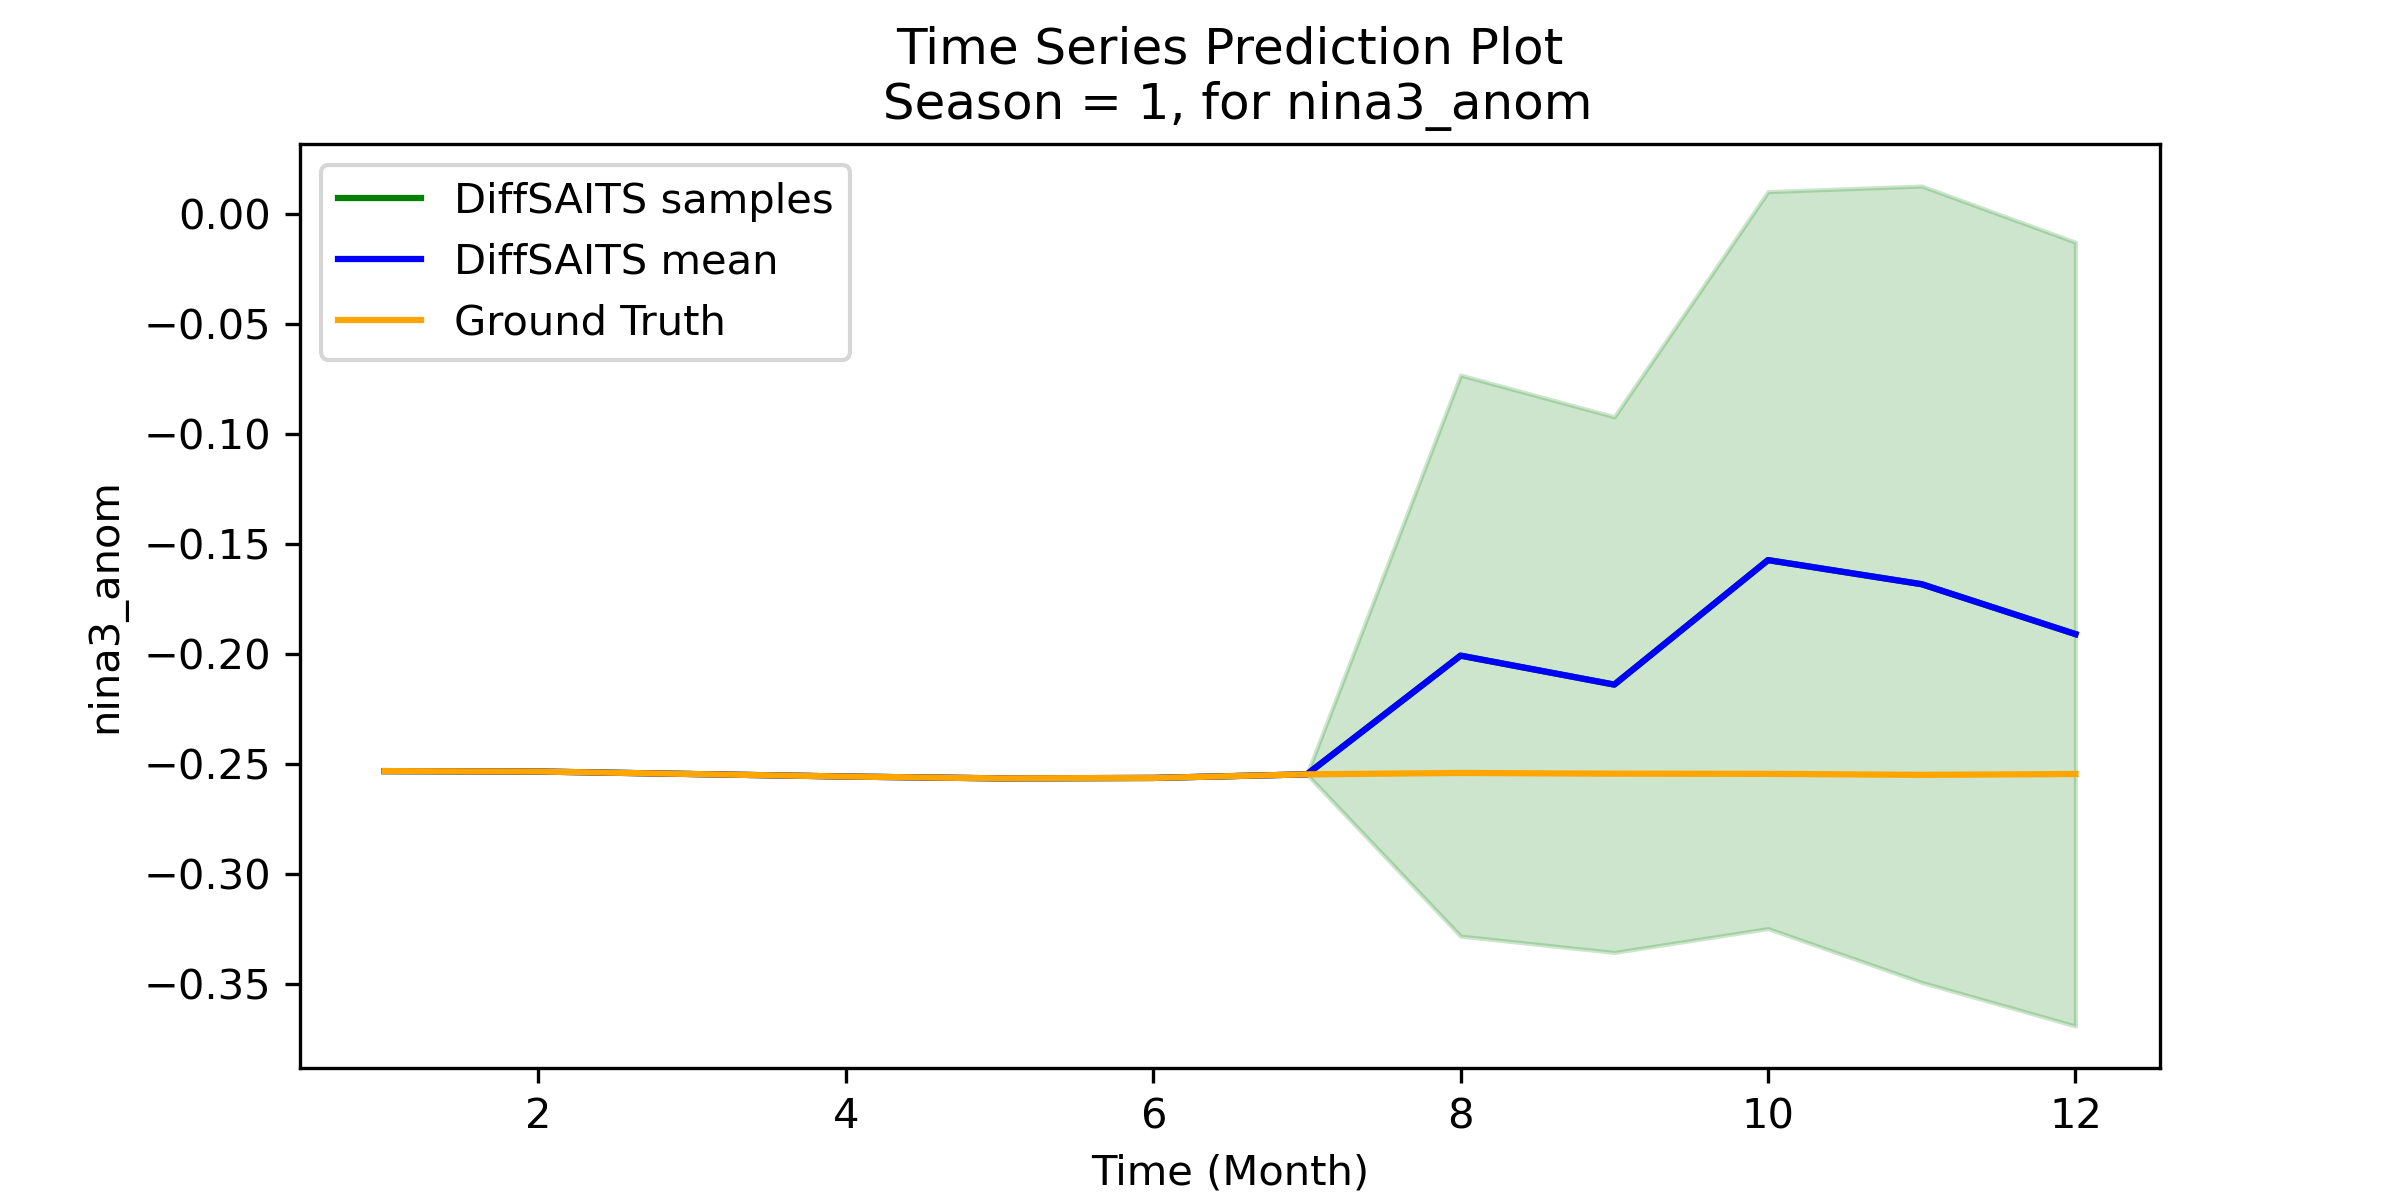 Time Series Prediction Plot
Season = 1, for nina3_anom
DiffSAITS samples
DiffSAITS mean
Ground Truth
0.00
−0.05
−0.10
−0.15
−0.20
−0.25
−0.30
−0.35
nina3_anom
2 4 6 8 10 12
Time (Month)